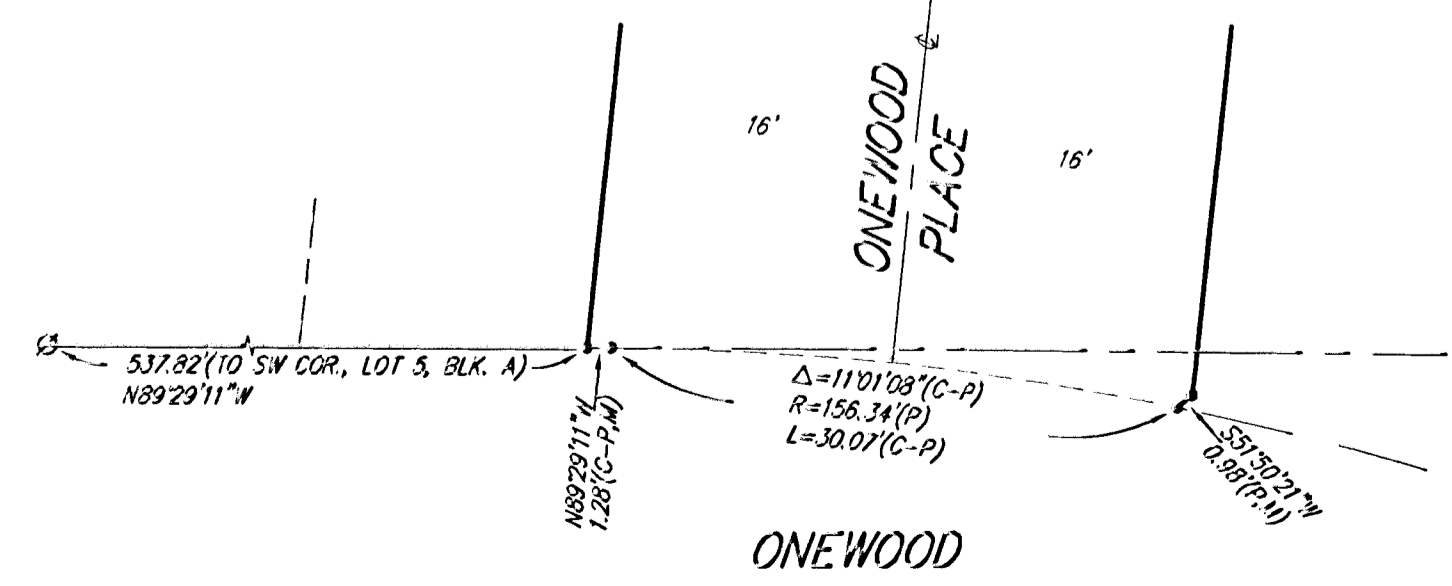 16'
ONEWOOD
PLACE
16'
537.82'(TO SW COR., LOT 5, BLK. A)
N89°29'11"W
N89°29'11"W
1.28'(C-P,M)
Δ=11°01'08"(C-P)
R=156.34'(P)
L=30.07'(C-P)
S51°50'21"W
0.98'(P,M)
ONEWOOD